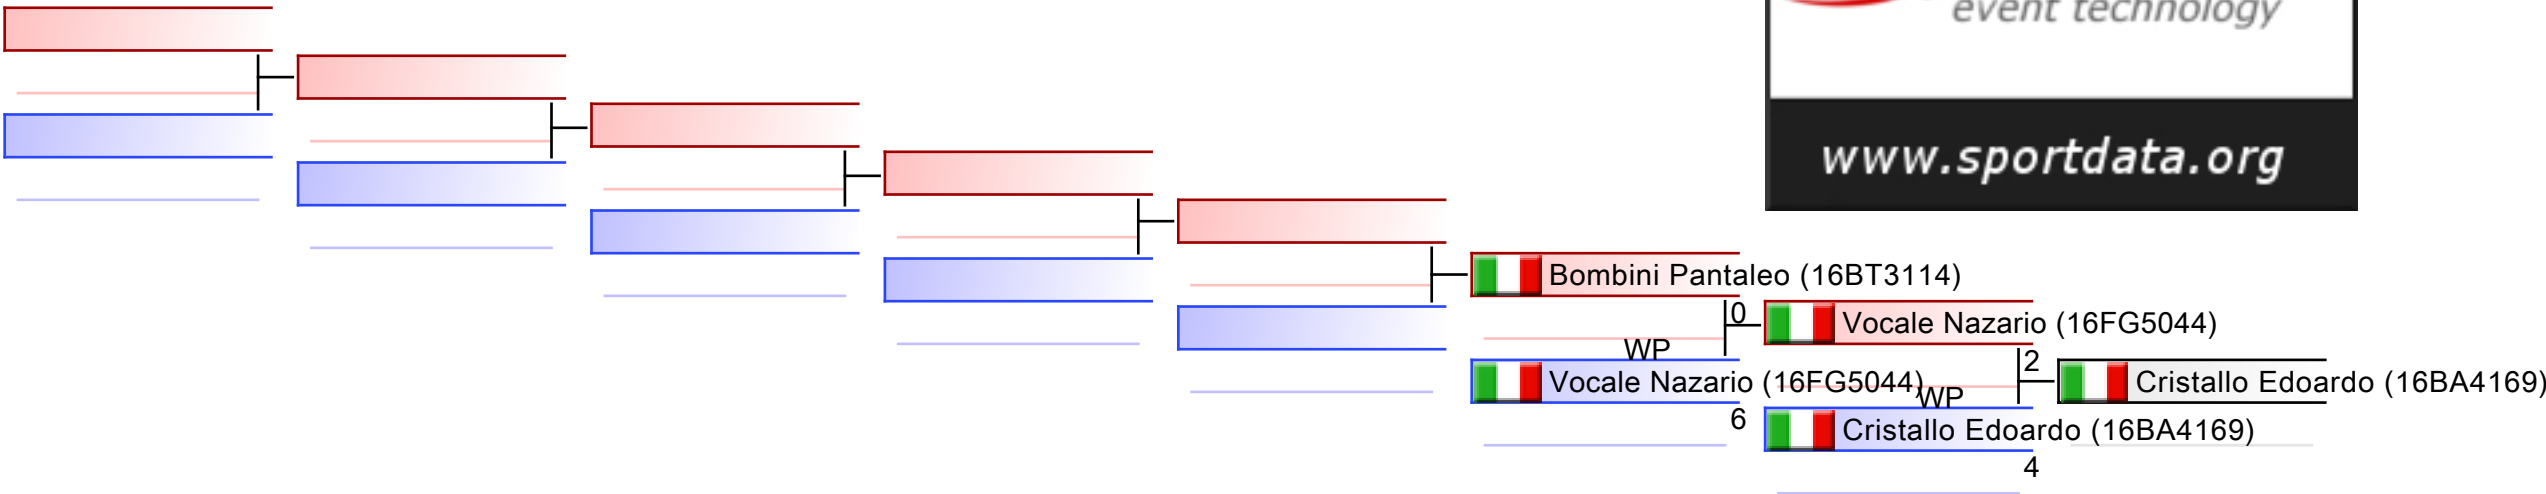 event technology
www.sportdata.org
Bombini Pantaleo (16BT3114)
0
Vocale Nazario (16FG5044)
WP
2
Vocale Nazario (16FG5044)
WP
Cristallo Edoardo (16BA4169)
6
Cristallo Edoardo (16BA4169)
4